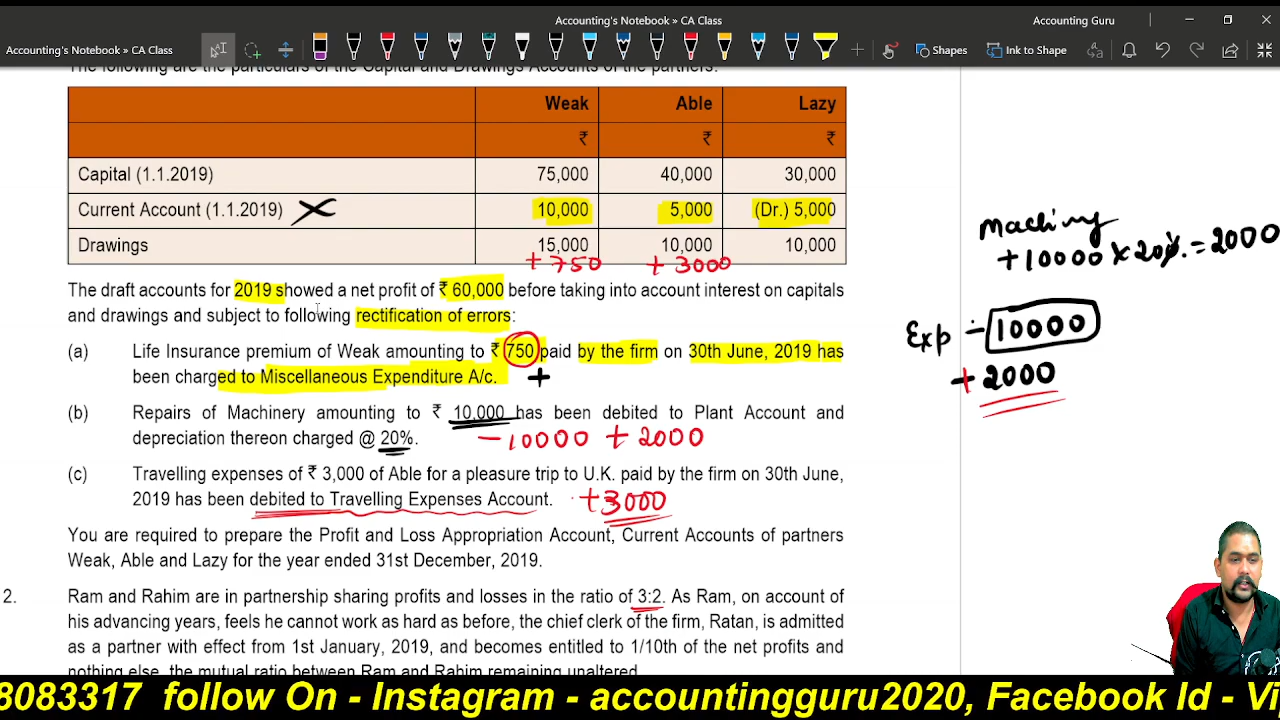 Accounting's Notebook » CA Class
Accounting Guru
Accounting's Notebook » CA Class
Shapes
Ink to Shape
The following are the particulars of the Capital and Drawings Accounts of the partners:
Weak Able Lazy
₹ ₹ ₹
Capital (1.1.2019) 75,000 40,000 30,000
Current Account (1.1.2019) 10,000 5,000 (Dr.) 5,000
Drawings 15,000 10,000 10,000
+750 +3000
The draft accounts for 2019 showed a net profit of ₹ 60,000 before taking into account interest on capitals
and drawings and subject to following rectification of errors:
(a) Life Insurance premium of Weak amounting to ₹ 750 paid by the firm on 30th June, 2019 has
been charged to Miscellaneous Expenditure A/c. +
(b) Repairs of Machinery amounting to ₹ 10,000 has been debited to Plant Account and
depreciation thereon charged @ 20%. -10000 + 2000
(c) Travelling expenses of ₹ 3,000 of Able for a pleasure trip to U.K. paid by the firm on 30th June,
2019 has been debited to Travelling Expenses Account. +3000
You are required to prepare the Profit and Loss Appropriation Account, Current Accounts of partners
Weak, Able and Lazy for the year ended 31st December, 2019.
2. Ram and Rahim are in partnership sharing profits and losses in the ratio of 3:2. As Ram, on account of
his advancing years, feels he cannot work as hard as before, the chief clerk of the firm, Ratan, is admitted
as a partner with effect from 1st January, 2019, and becomes entitled to 1/10th of the net profits and
nothing else, the mutual ratio between Ram and Rahim remaining unaltered.
+10000 x 20%. = 2000
Exp - 10000
+ 2000
8083317 follow On - Instagram - accountingguru2020, Facebook Id - Vi